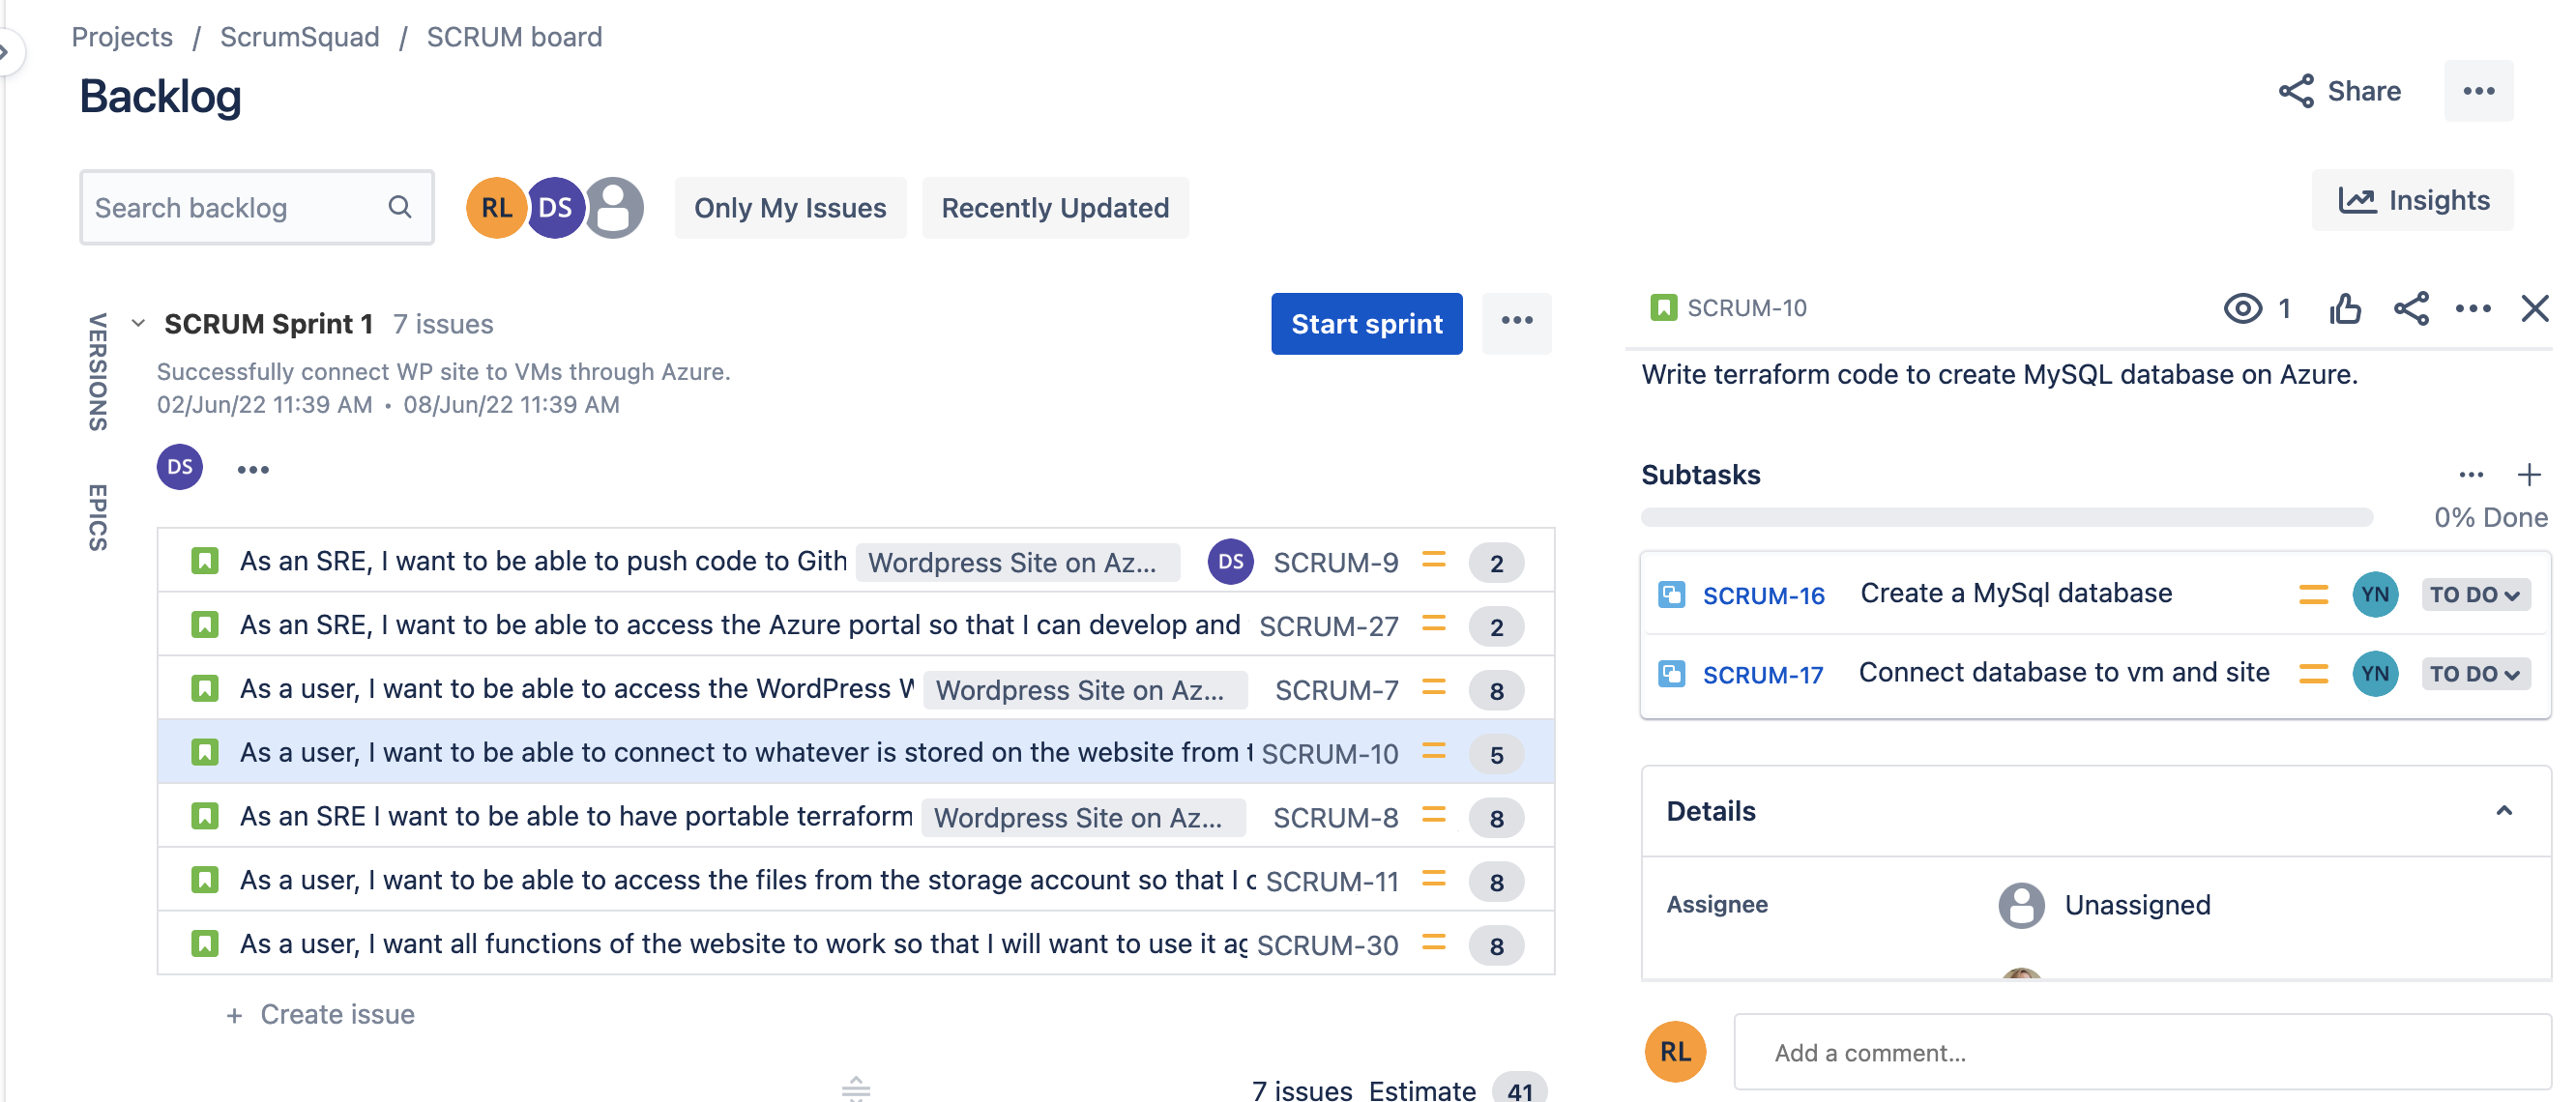 Projects / ScrumSquad / SCRUM board
Backlog
Share
Search backlog
RL DS
Only My Issues
Recently Updated
Insights
VERSIONS
EPICS
SCRUM Sprint 1 7 issues
Start sprint
Successfully connect WP site to VMs through Azure.
02/Jun/22 11:39 AM • 08/Jun/22 11:39 AM
DS
As an SRE, I want to be able to push code to Gith Wordpress Site on Az... DS SCRUM-9 2
As an SRE, I want to be able to access the Azure portal so that I can develop and SCRUM-27 2
As a user, I want to be able to access the WordPress Wordpress Site on Az... SCRUM-7 8
As a user, I want to be able to connect to whatever is stored on the website from SCRUM-10 5
As an SRE I want to be able to have portable terraform Wordpress Site on Az... SCRUM-8 8
As a user, I want to be able to access the files from the storage account so that I SCRUM-11 8
As a user, I want all functions of the website to work so that I will want to use it SCRUM-30 8
+ Create issue
7 issues Estimate 41
SCRUM-10
1
Write terraform code to create MySQL database on Azure.
Subtasks
0% Done
SCRUM-16 Create a MySql database YN TO DO
SCRUM-17 Connect database to vm and site YN TO DO
Details
Assignee Unassigned
RL Add a comment...